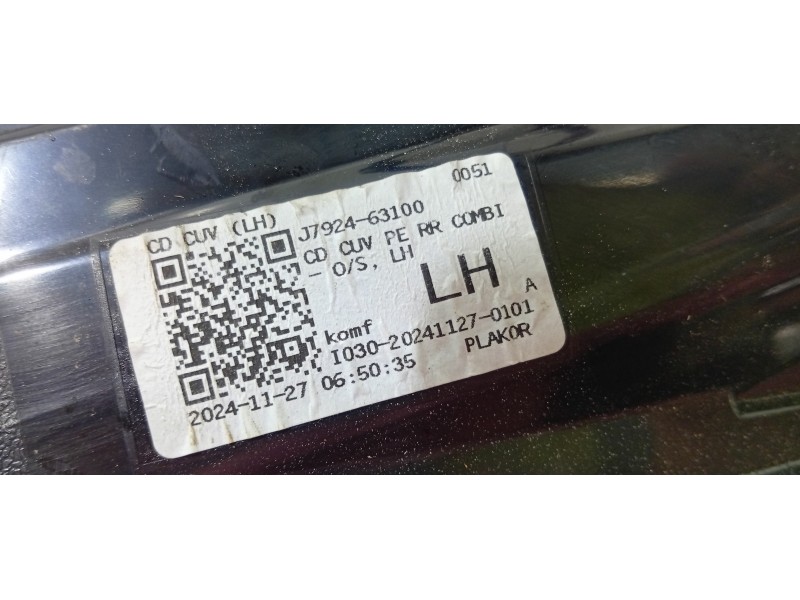 CD CUV (LH)
J7924-63100
0051
CD CUV PE RR COMBI
- O/S, LH
LH
A
komf
I030-20241127-0101
2024-11-27 06:50:35
PLAKOR